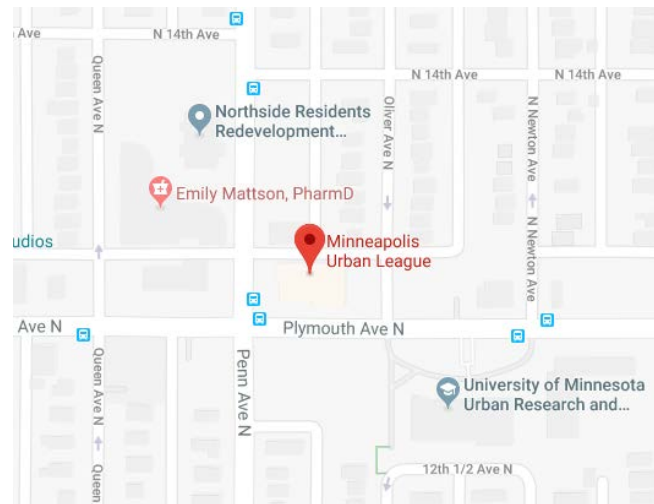 Ave
N 14th Ave
N 14th Ave
N 14th Ave
Queen Ave N
Oliver Ave N
N Newton Ave
Northside Residents
Redevelopment...
Emily Mattson, PharmD
udios
Minneapolis
Urban League
N Newton Ave
Ave N
Plymouth Ave N
Queen Ave N
Penn Ave N
University of Minnesota
Urban Research and...
Queen
12th 1/2 Ave N